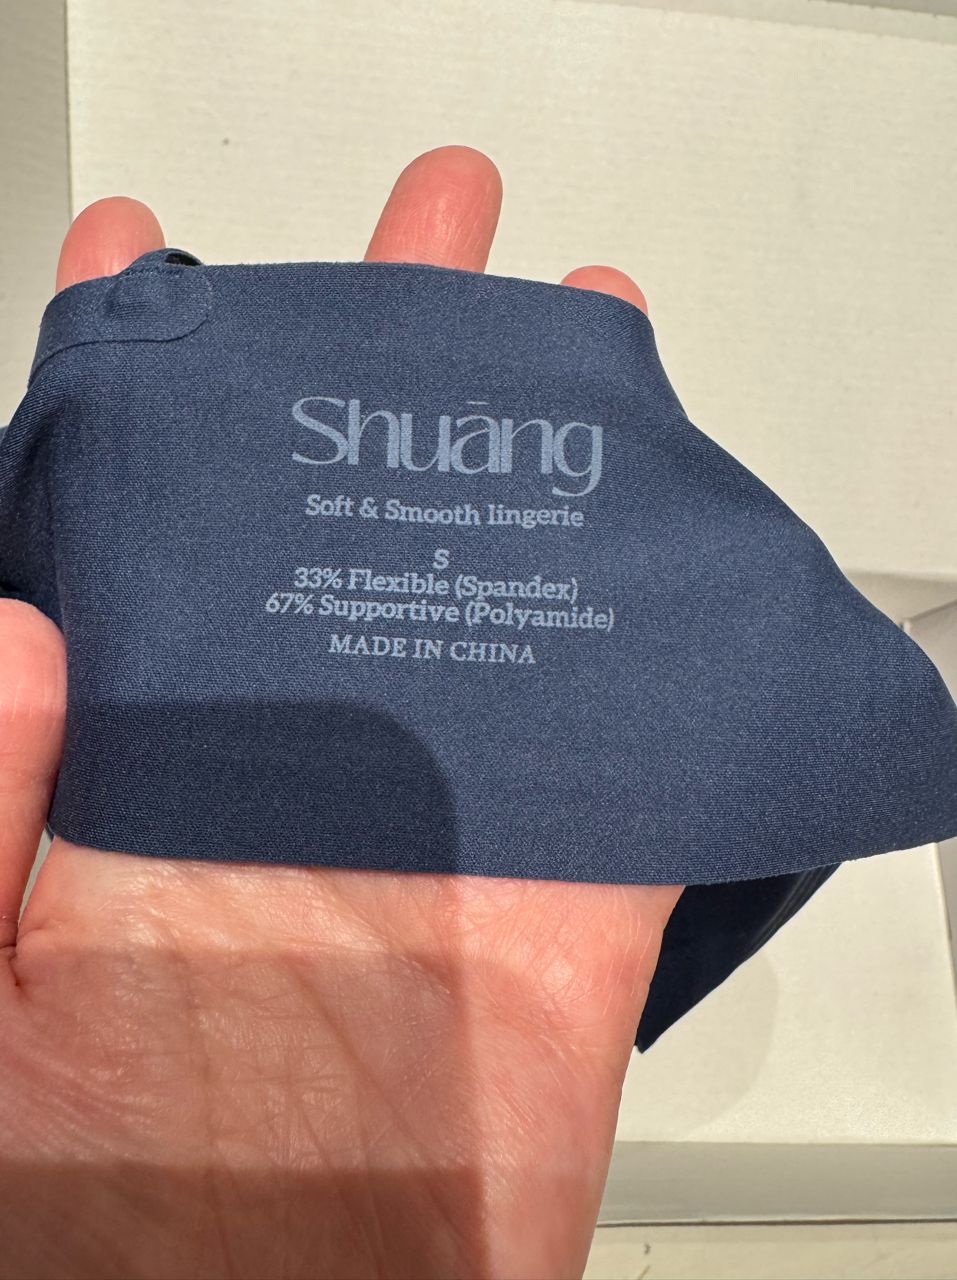 Shuāng
Soft & Smooth lingerie
S
33% Flexible (Spandex)
67% Supportive (Polyamide)
MADE IN CHINA